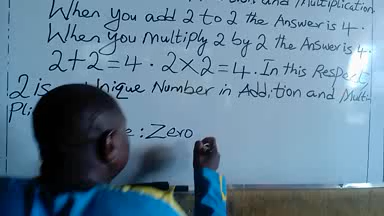 and Multiplication
When you add 2 to 2 the Answer is 4.
When you Multiply 2 by 2 the Answer is 4.
2+2=4. 2×2=4. In this Respect
2 is Unique Number in Addition and Multi-
Pli
: Zero